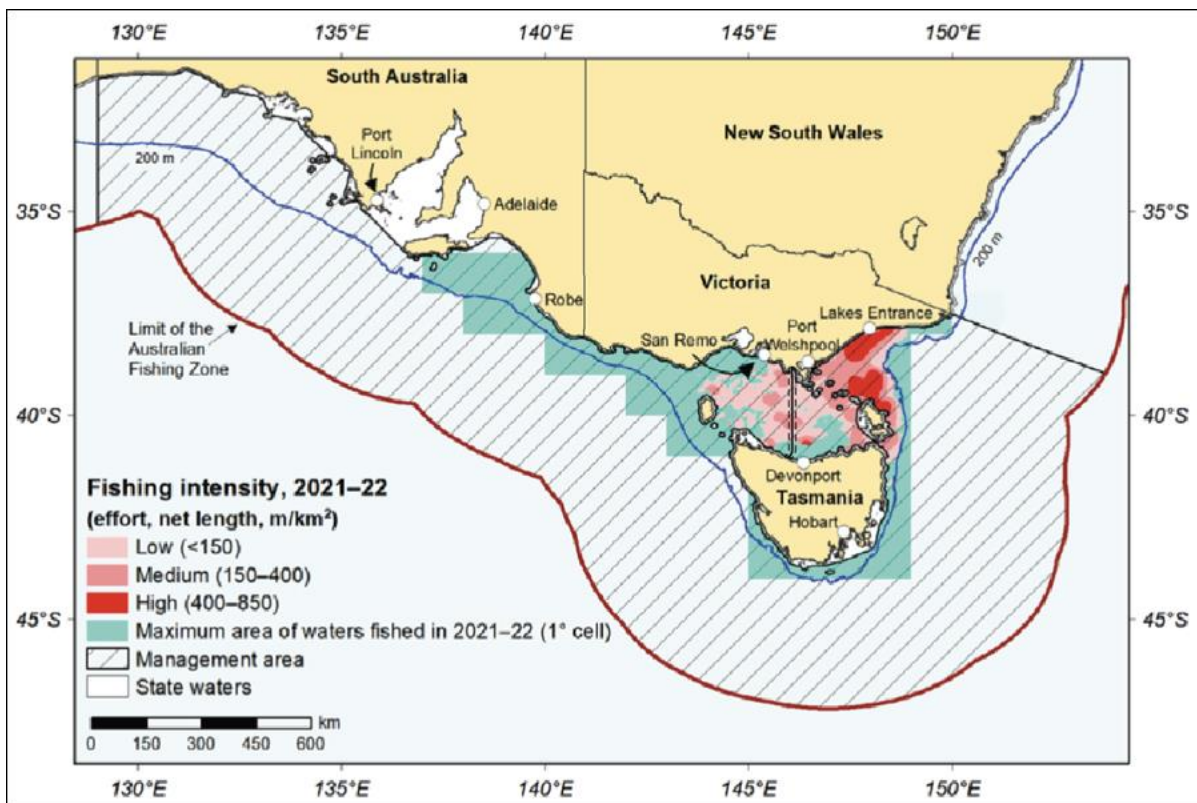 130°E 135°E 140°E 145°E 150°E
South Australia
New South Wales
Port
Lincoln
200 m
35°S
Adelaide
35°S
200 m
Victoria
Robe
Lakes Entrance
Limit of the
Australian
Fishing Zone
San Remo
Port
Welshpool
40°S
40°S
Devonport
Tasmania
Hobart
Fishing intensity, 2021–22
(effort, net length, m/km²)
Low (<150)
Medium (150–400)
High (400–850)
Maximum area of waters fished in 2021–22 (1° cell)
Management area
State waters
45°S
45°S
km
0 150 300 450 600
130°E 135°E 140°E 145°E 150°E